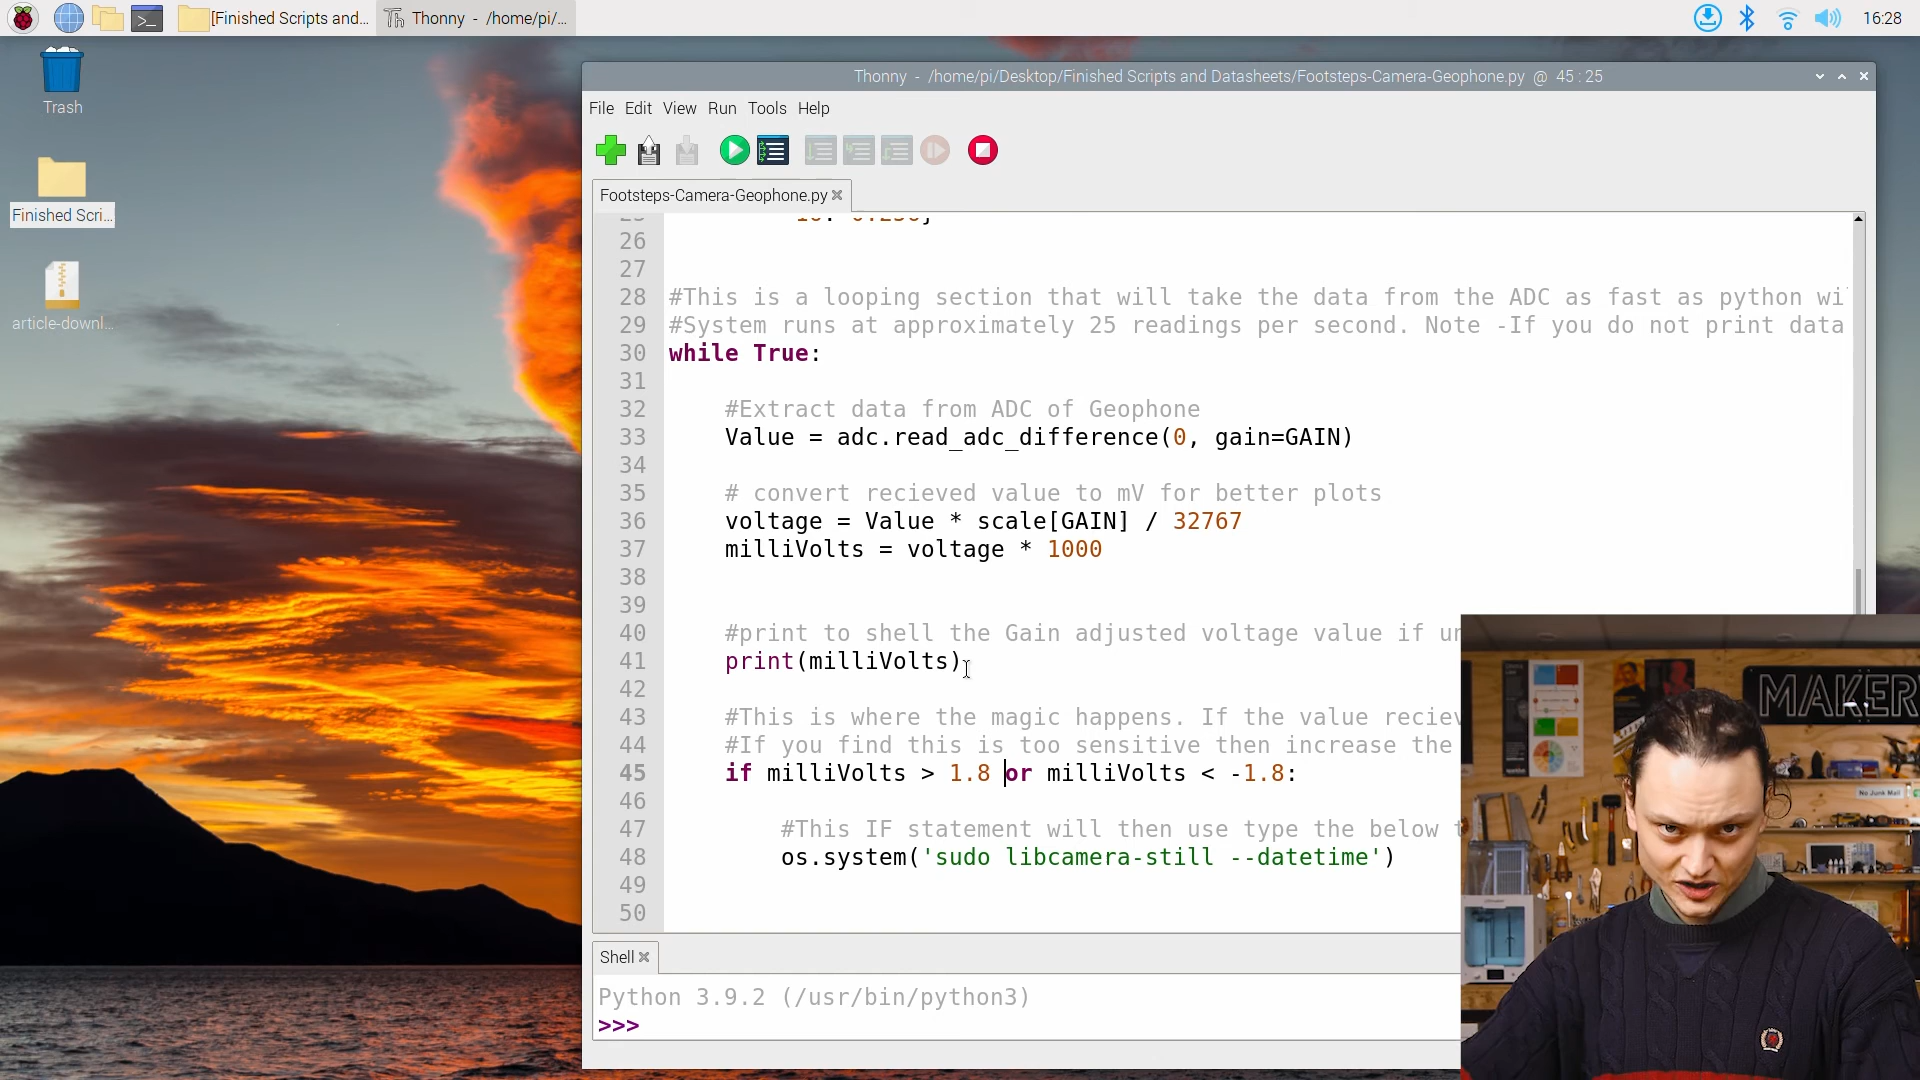 [Finished Scripts and...
Thonny - /home/pi/...
16:28
Trash
Finished Scri...
article-downl...
Thonny - /home/pi/Desktop/Finished Scripts and Datasheets/Footsteps-Camera-Geophone.py @ 45 : 25
File Edit View Run Tools Help
Footsteps-Camera-Geophone.py
26
27
28 #This is a looping section that will take the data from the ADC as fast as python wi
29 #System runs at approximately 25 readings per second. Note -If you do not print data
30 while True:
31
32 #Extract data from ADC of Geophone
33 Value = adc.read_adc_difference(0, gain=GAIN)
34
35 # convert recieved value to mV for better plots
36 voltage = Value * scale[GAIN] / 32767
37 milliVolts = voltage * 1000
38
39
40 #print to shell the Gain adjusted voltage value if un
41 print(milliVolts)
42
43 #This is where the magic happens. If the value reciev
44 #If you find this is too sensitive then increase the
45 if milliVolts > 1.8 or milliVolts < -1.8:
46
47 #This IF statement will then use type the below t
48 os.system('sudo libcamera-still --datetime')
49
50
Shell
Python 3.9.2 (/usr/bin/python3)
>>>
MAKER
No Junk Mail